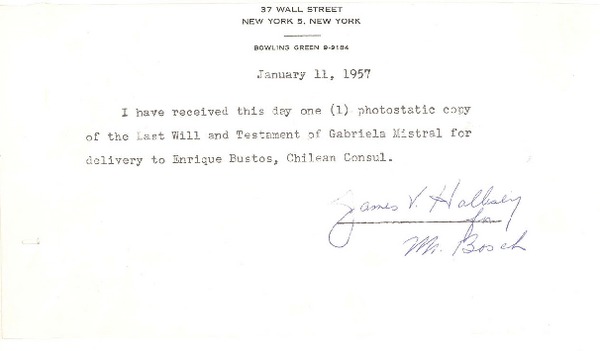 37 WALL STREET
NEW YORK 5, NEW YORK
BOWLING GREEN 9-9184
January 11, 1957
I have received this day one (1) photostatic copy
of the Last Will and Testament of Gabriela Mistral for
delivery to Enrique Bustos, Chilean Consul.
James V. Hallisey
for
Mr. Bosch